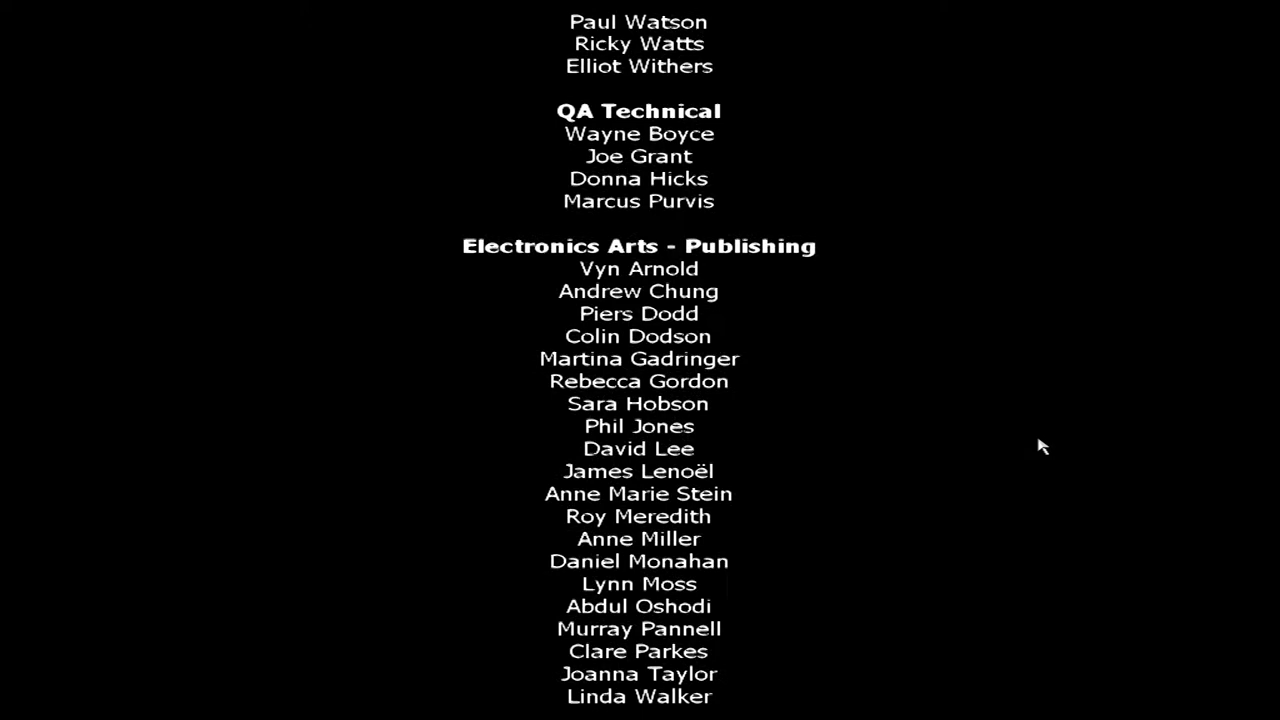 Paul Watson
Ricky Watts
Elliot Withers
QA Technical
Wayne Boyce
Joe Grant
Donna Hicks
Marcus Purvis
Electronics Arts - Publishing
Vyn Arnold
Andrew Chung
Piers Dodd
Colin Dodson
Martina Gadringer
Rebecca Gordon
Sara Hobson
Phil Jones
David Lee
James Lenoël
Anne Marie Stein
Roy Meredith
Anne Miller
Daniel Monahan
Lynn Moss
Abdul Oshodi
Murray Pannell
Clare Parkes
Joanna Taylor
Linda Walker